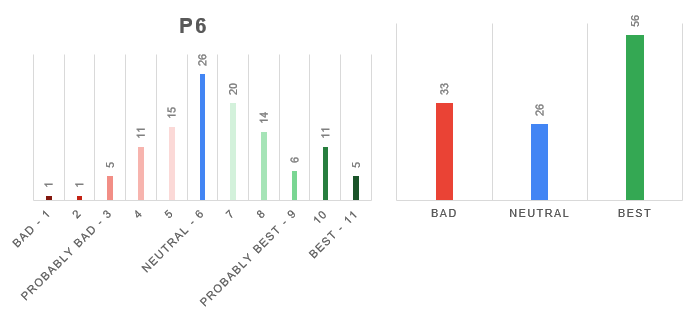 P6
1
1
5
11
15
26
20
14
6
11
5
BAD - 1
2
PROBABLY BAD - 3
4
5
NEUTRAL - 6
7
8
PROBABLY BEST - 9
10
BEST - 11
33
26
56
BAD
NEUTRAL
BEST